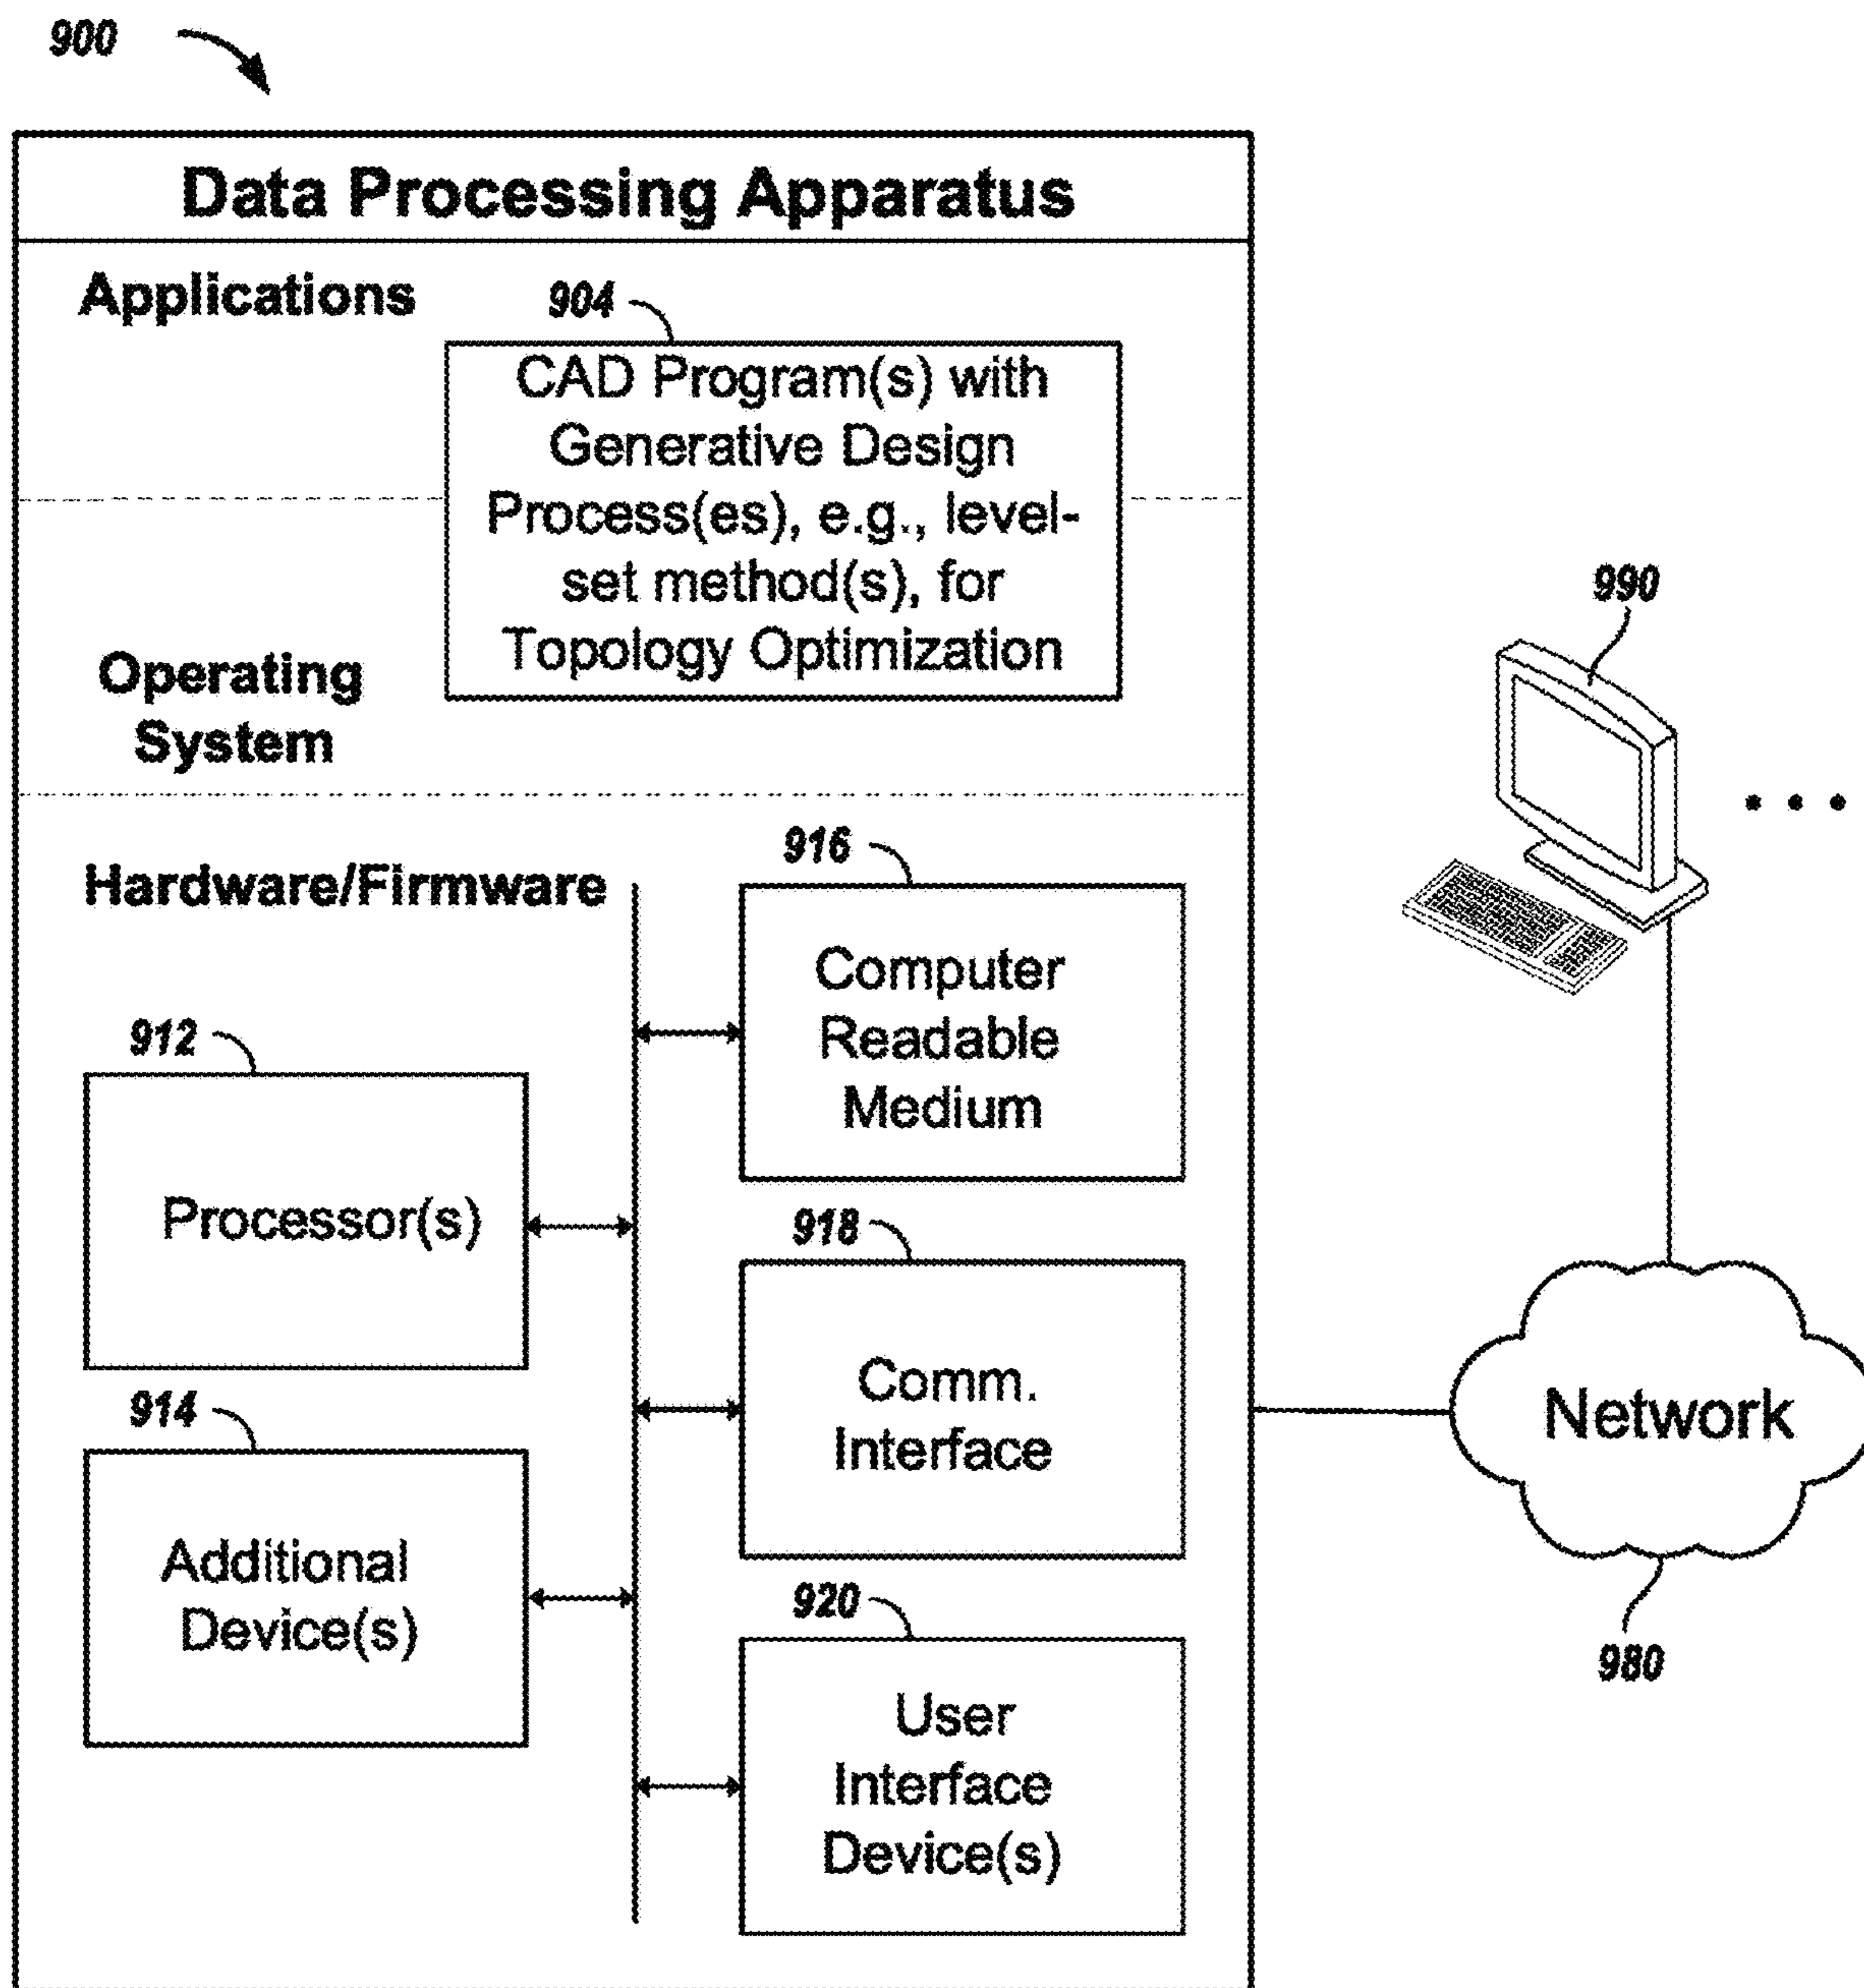 900
Data Processing Apparatus
Applications
904
CAD Program(s) with
Generative Design
Process(es), e.g., level-
set method(s), for
Topology Optimization
Operating
System
990
Hardware/Firmware
916
Computer
Readable
Medium
912
Processor(s)
918
Comm.
Interface
Network
914
Additional
Device(s)
920
User
Interface
Device(s)
980